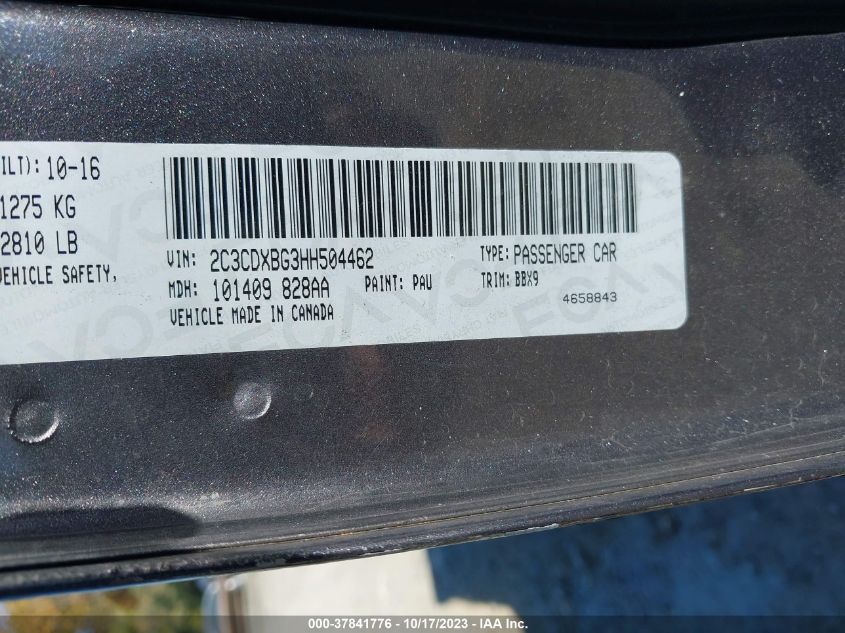 ILT): 10-16
1275 KG
2810 LB
VEHICLE SAFETY,
VIN: 2C3CDXBG3HH504462 TYPE: PASSENGER CAR
MDH: 101409 828AA PAINT: PAU TRIM: BBX9
VEHICLE MADE IN CANADA 4658843
000-37841776 - 10/17/2023 - IAA Inc.